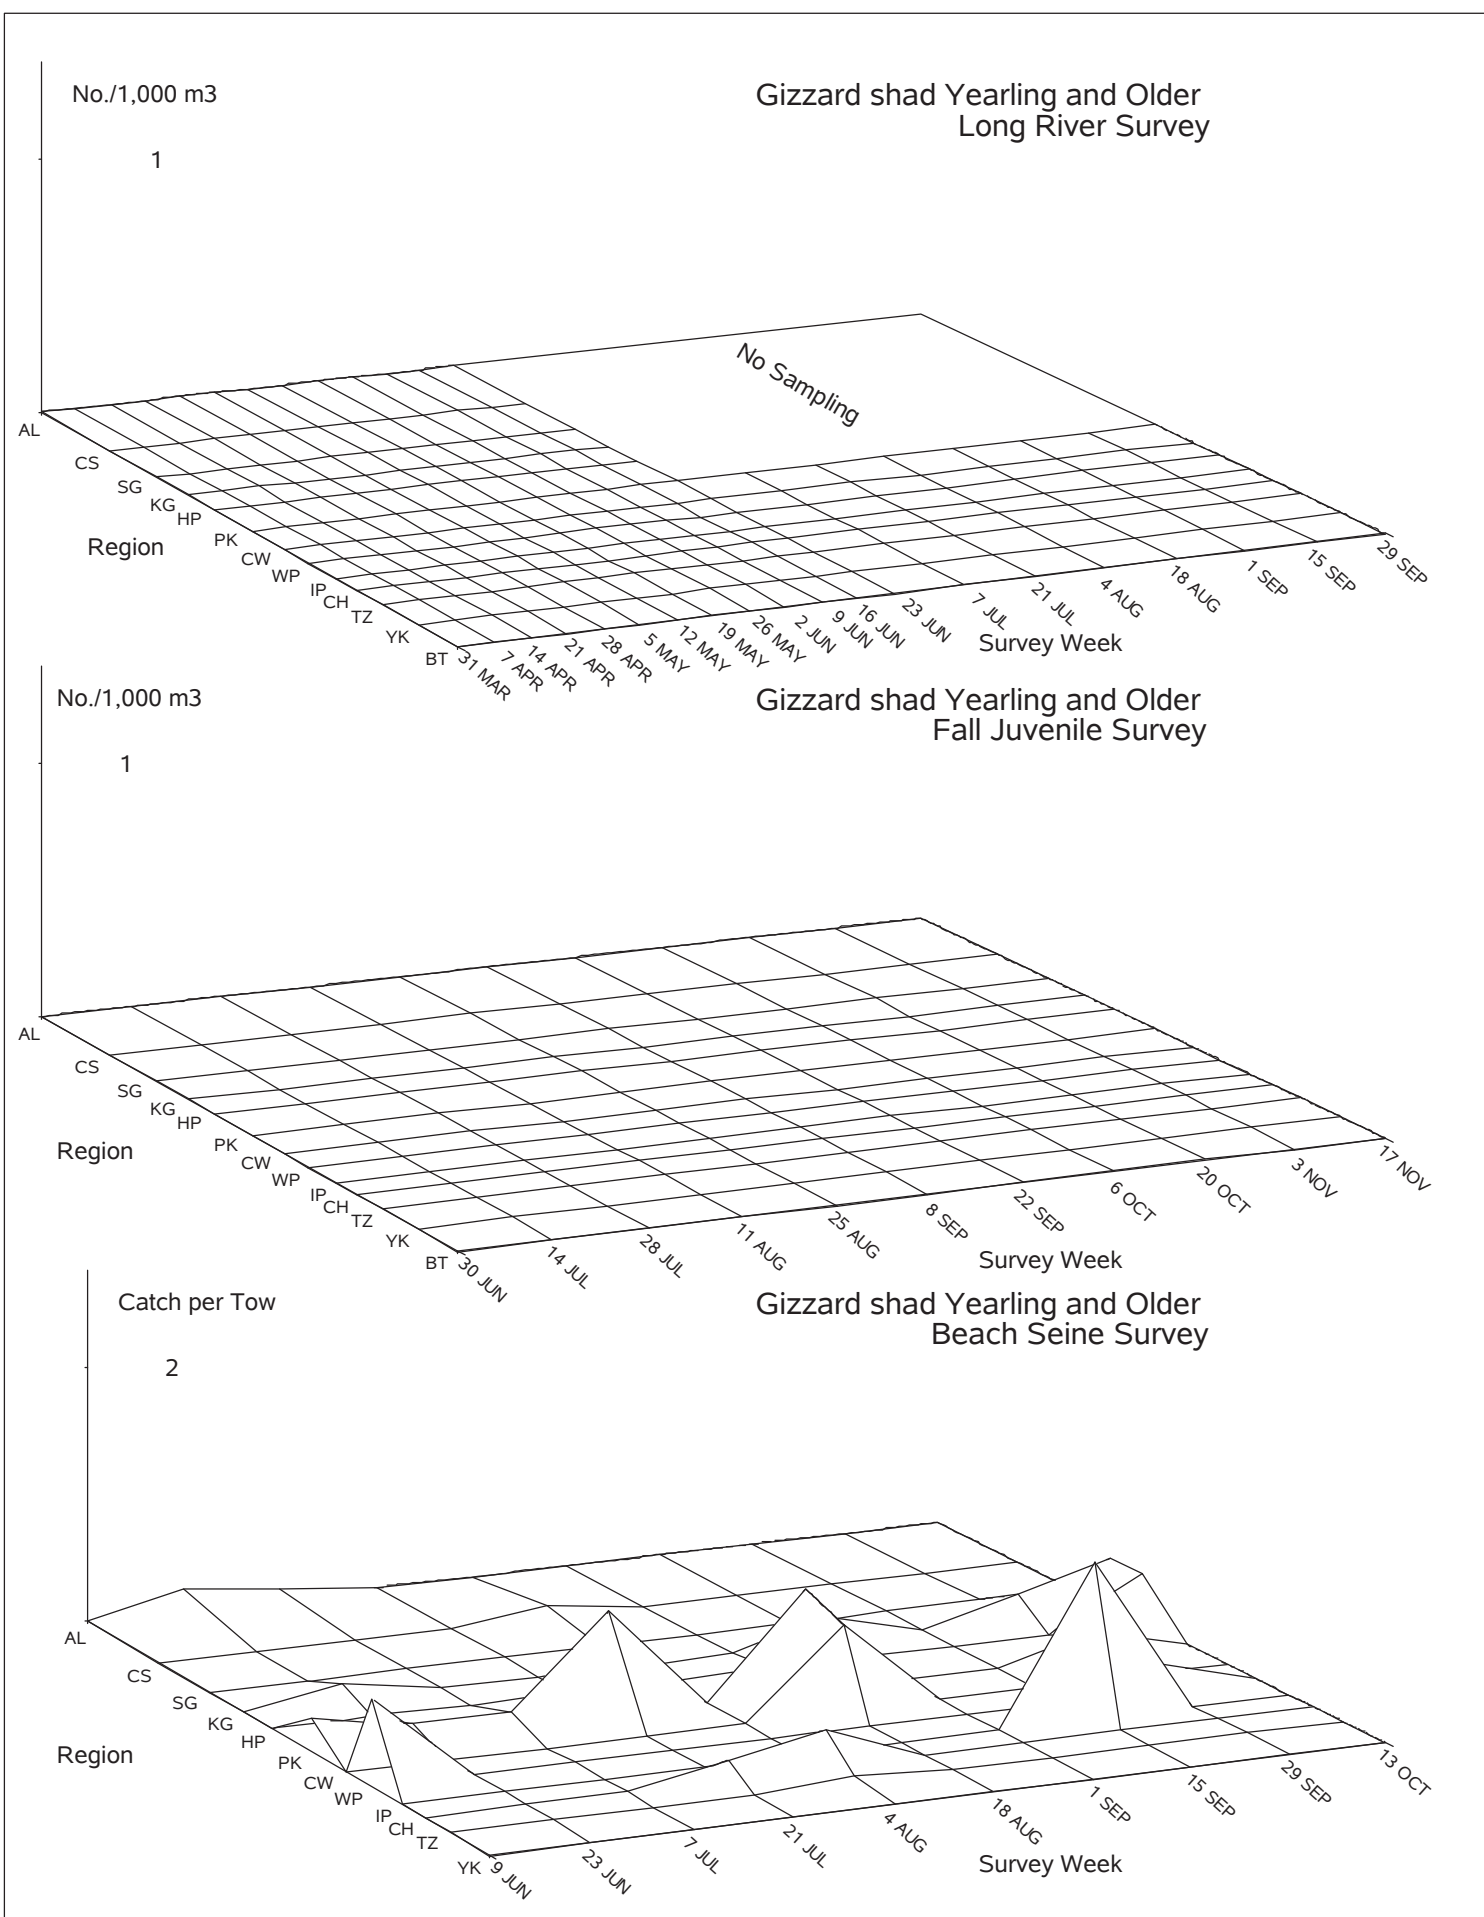 No./1,000 m3
Gizzard shad Yearling and Older
Long River Survey
1
No Sampling
AL
CS
SG
KG
HP
PK
CW
WP
IP
CH
TZ
YK
BT
Region
31 MAR
7 APR
14 APR
21 APR
28 APR
5 MAY
12 MAY
19 MAY
26 MAY
2 JUN
9 JUN
16 JUN
23 JUN
7 JUL
21 JUL
4 AUG
18 AUG
1 SEP
15 SEP
29 SEP
Survey Week
No./1,000 m3
Gizzard shad Yearling and Older
Fall Juvenile Survey
1
AL
CS
SG
KG
HP
PK
CW
WP
IP
CH
TZ
YK
BT
Region
30 JUN
14 JUL
28 JUL
11 AUG
25 AUG
8 SEP
22 SEP
6 OCT
20 OCT
3 NOV
17 NOV
Survey Week
Catch per Tow
Gizzard shad Yearling and Older
Beach Seine Survey
2
AL
CS
SG
KG
HP
PK
CW
WP
IP
CH
TZ
YK
Region
9 JUN
23 JUN
7 JUL
21 JUL
4 AUG
18 AUG
1 SEP
15 SEP
29 SEP
13 OCT
Survey Week